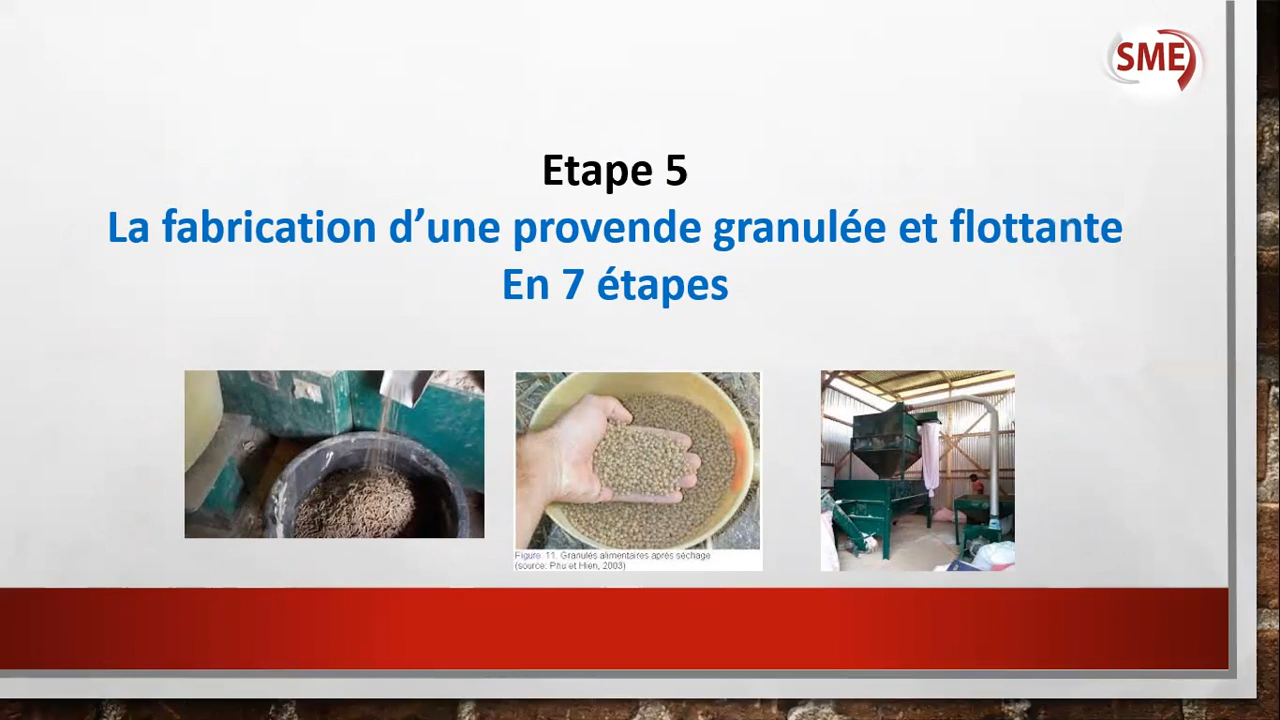 SME
Etape 5
La fabrication d’une provende granulée et flottante
En 7 étapes
Figure. 11. Granulés alimentaires après séchage
(source: Phu et Hien, 2003)